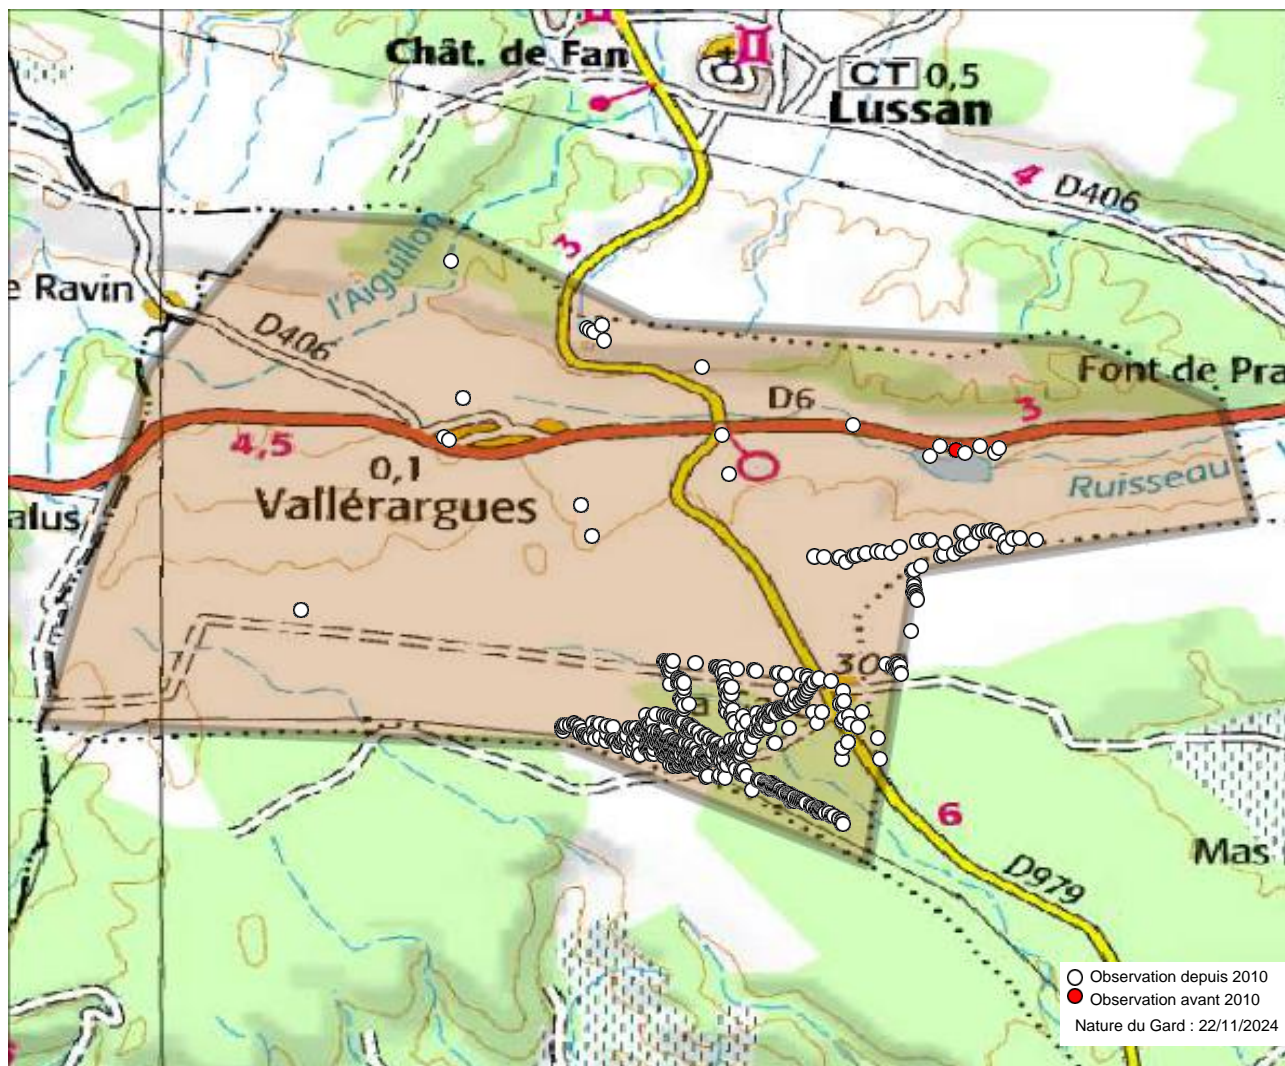 Chât. de Fan
CT 0,5
Lussan
4
D406
3
l'Aiguillon
e Ravin
D406
Font de Pra
D6
3
4,5
0,1
Vallérargues
Ruisseau
alus
30
6
Mas
D979
Observation depuis 2010
Observation avant 2010
Nature du Gard : 22/11/2024